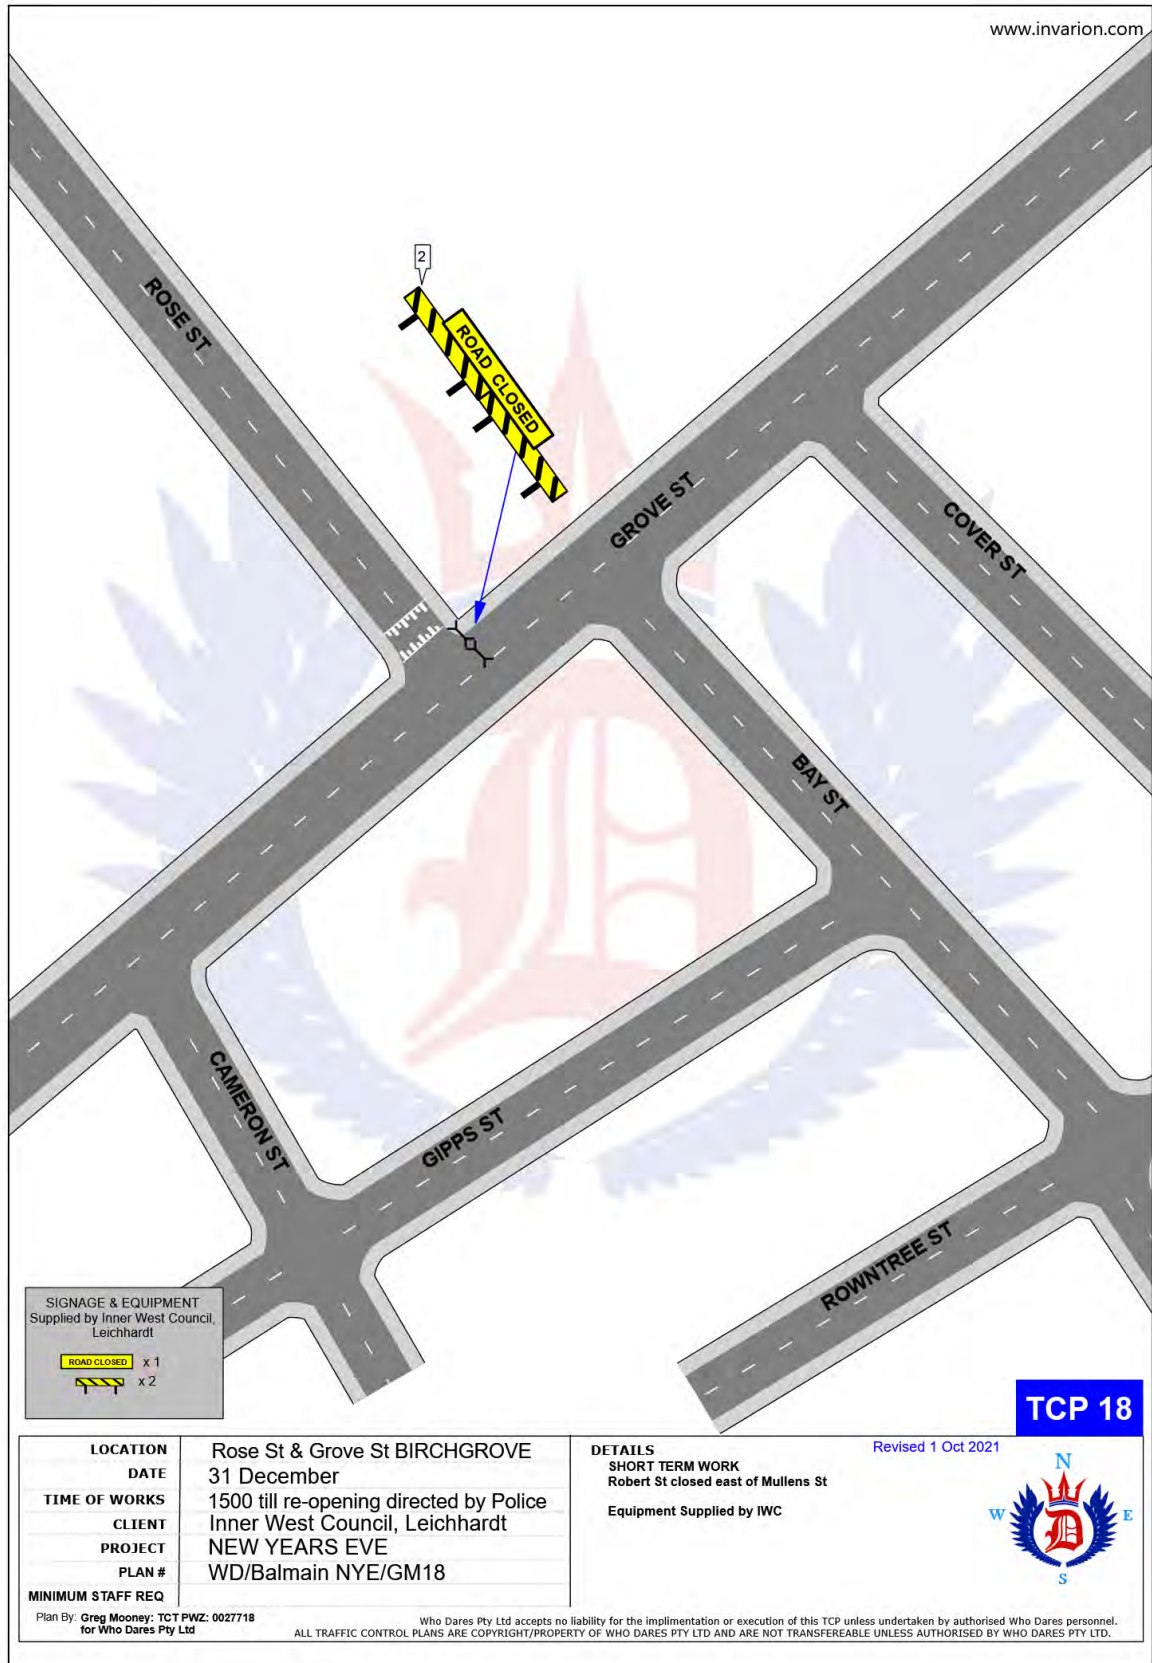 www.invarion.com
2
ROAD CLOSED
ROSE ST
GROVE ST
COVER ST
BAY ST
CAMERON ST
GIPPS ST
ROWNTREE ST
SIGNAGE & EQUIPMENT
Supplied by Inner West Council,
Leichhardt
ROAD CLOSED x 1
x 2
TCP 18
LOCATION Rose St & Grove St BIRCHGROVE
DATE 31 December
TIME OF WORKS 1500 till re-opening directed by Police
CLIENT Inner West Council, Leichhardt
PROJECT NEW YEARS EVE
PLAN # WD/Balmain NYE/GM18
MINIMUM STAFF REQ
DETAILS
SHORT TERM WORK
Robert St closed east of Mullens St
Equipment Supplied by IWC
Revised 1 Oct 2021
N
W E
D
S
Plan By: Greg Mooney: TCT PWZ: 0027718
for Who Dares Pty Ltd
Who Dares Pty Ltd accepts no liability for the implimentation or execution of this TCP unless undertaken by authorised Who Dares personnel.
ALL TRAFFIC CONTROL PLANS ARE COPYRIGHT/PROPERTY OF WHO DARES PTY LTD AND ARE NOT TRANSFEREABLE UNLESS AUTHORISED BY WHO DARES PTY LTD.